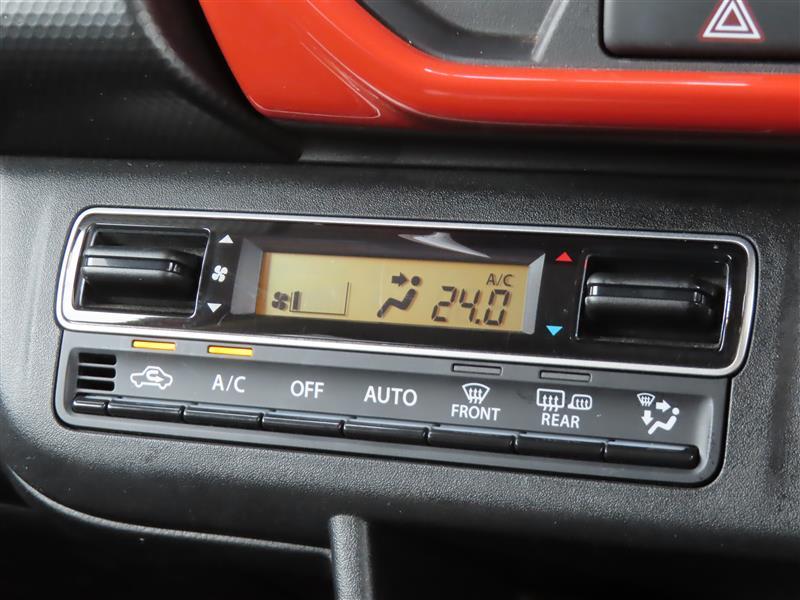 A/C
24.0
A/C
OFF
AUTO
FRONT
REAR